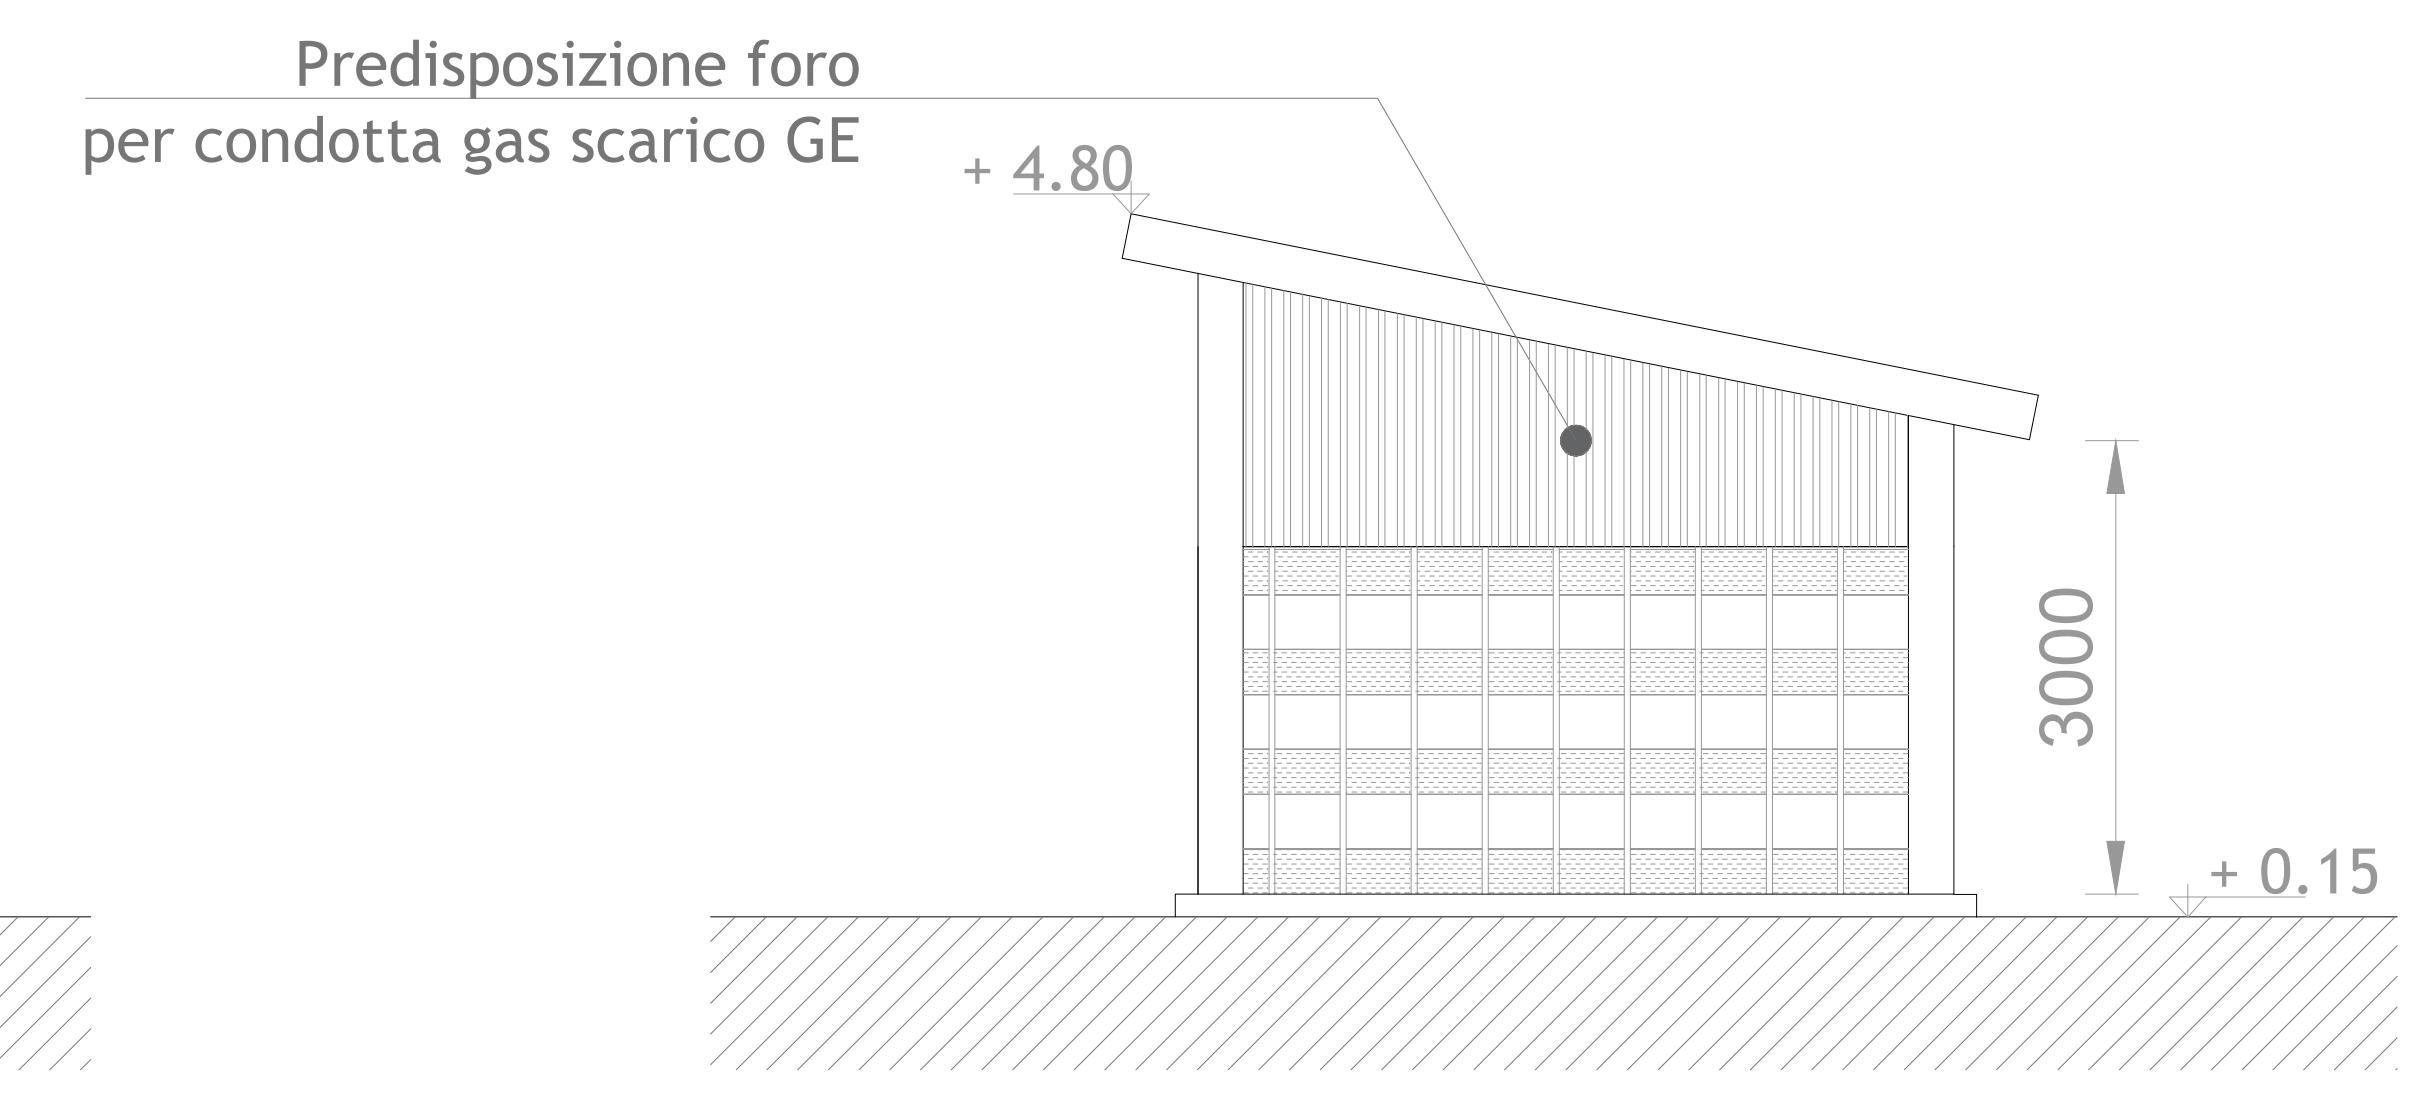 Predisposizione foro
per condotta gas scarico GE
+ 4.80
3000
+ 0.15